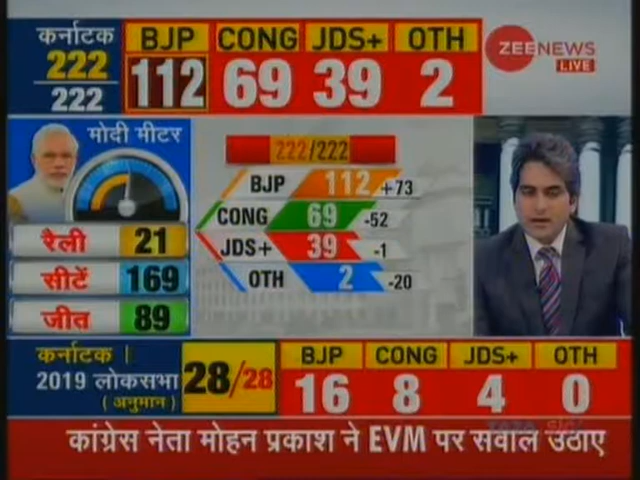 कर्नाटक BJP CONG JDS+ OTH
222 112 69 39 2
222
ZEE NEWS
LIVE
मोदी मीटर
रैली 21
सीटें 169
जीत 89
222/222
BJP 112 +73
CONG 69 -52
JDS+ 39 -1
OTH 2 -20
कर्नाटक
2019 लोकसभा
(अनुमान)
28/28
BJP CONG JDS+ OTH
16 8 4 0
कांग्रेस नेता मोहन प्रकाश ने EVM पर सवाल उठाए
TATA sky